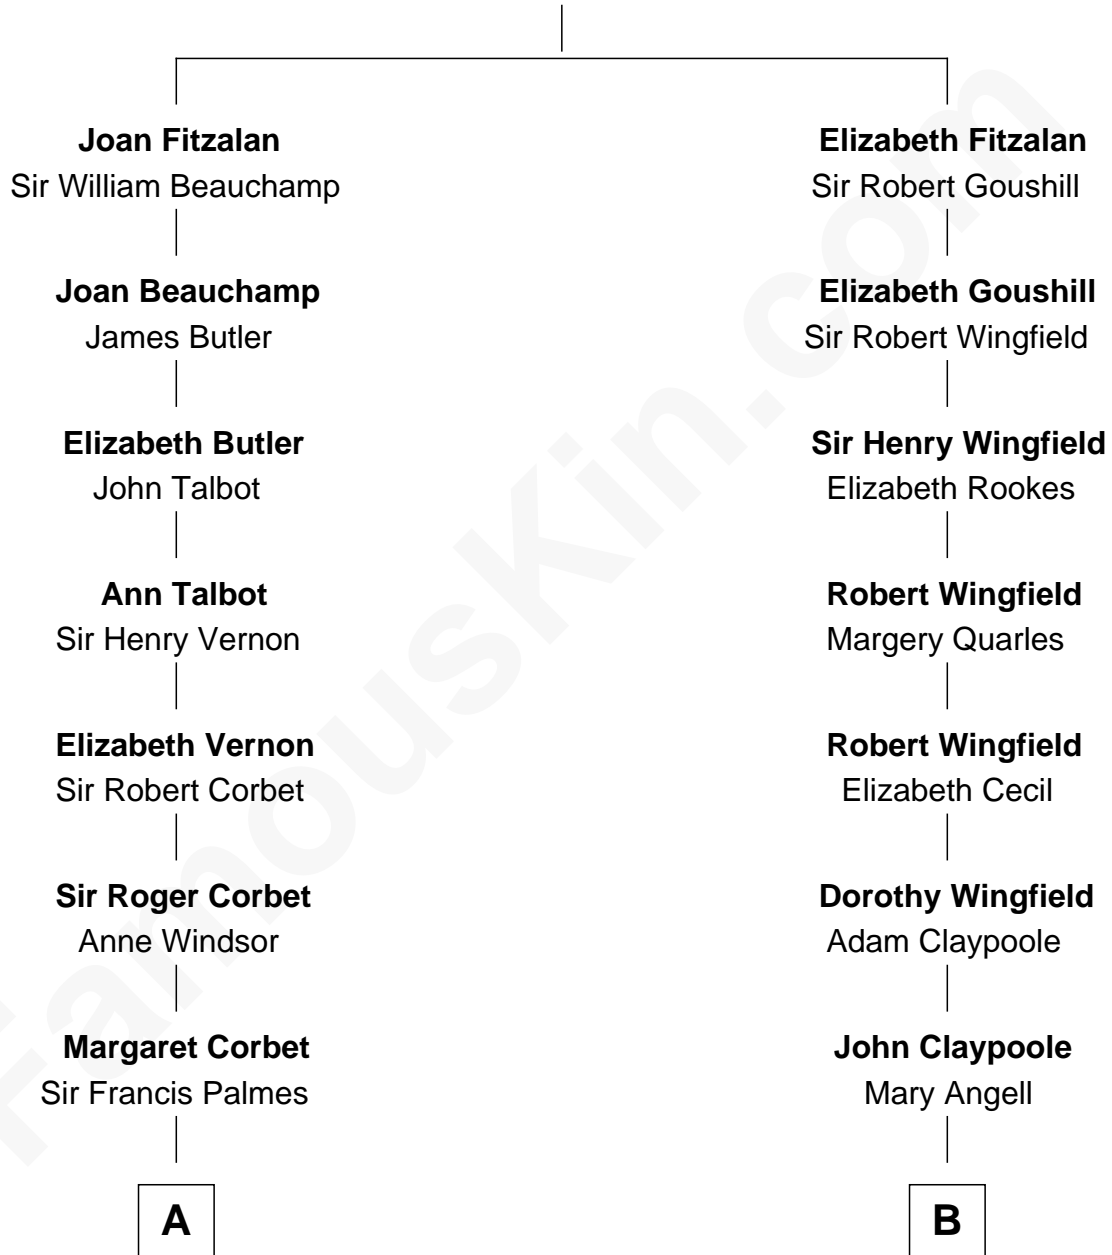 Joan Fitzalan
Sir William Beauchamp
Joan Beauchamp
James Butler
Elizabeth Butler
John Talbot
Ann Talbot
Sir Henry Vernon
Elizabeth Vernon
Sir Robert Corbet
Sir Roger Corbet
Anne Windsor
Margaret Corbet
Sir Francis Palmes
A
Elizabeth Fitzalan
Sir Robert Goushill
Elizabeth Goushill
Sir Robert Wingfield
Sir Henry Wingfield
Elizabeth Rookes
Robert Wingfield
Margery Quarles
Robert Wingfield
Elizabeth Cecil
Dorothy Wingfield
Adam Claypoole
John Claypoole
Mary Angell
B
FamousKin.com